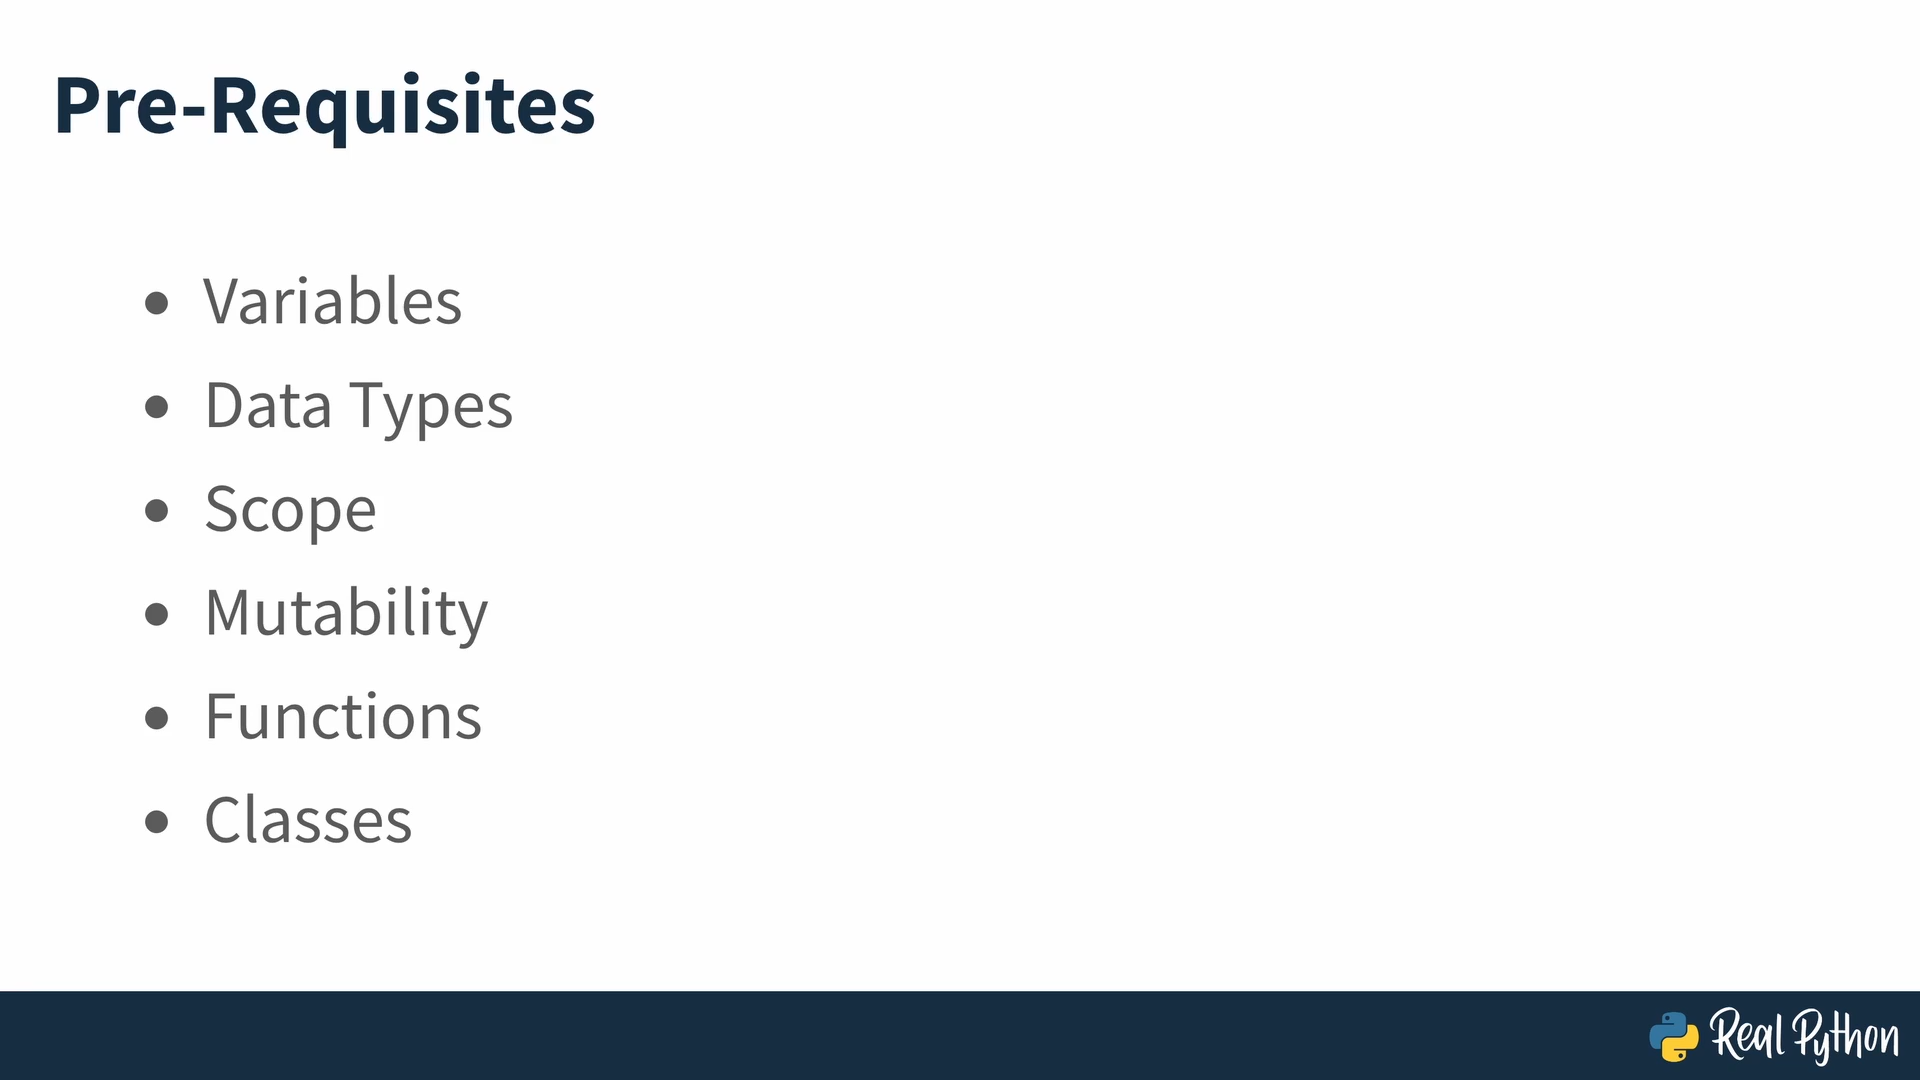 Pre-Requisites
• Variables
• Data Types
• Scope
• Mutability
• Functions
• Classes
Real Python